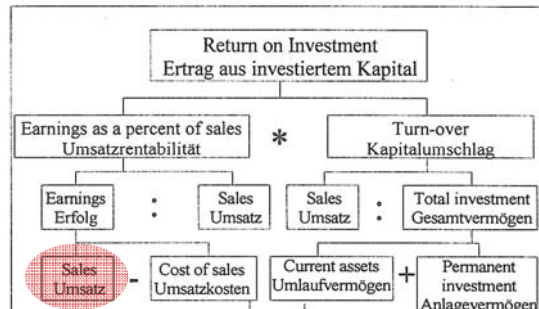 Return on Investment
Ertrag aus investiertem Kapital
Earnings as a percent of sales
Umsatzrentabilität
*
Turn-over
Kapitalumschlag
Earnings
Erfolg
:
Sales
Umsatz
Sales
Umsatz
:
Total investment
Gesamtvermögen
Sales
Umsatz
-
Cost of sales
Umsatzkosten
Current assets
Umlaufvermögen
+
Permanent
investment
Anlagevermögen